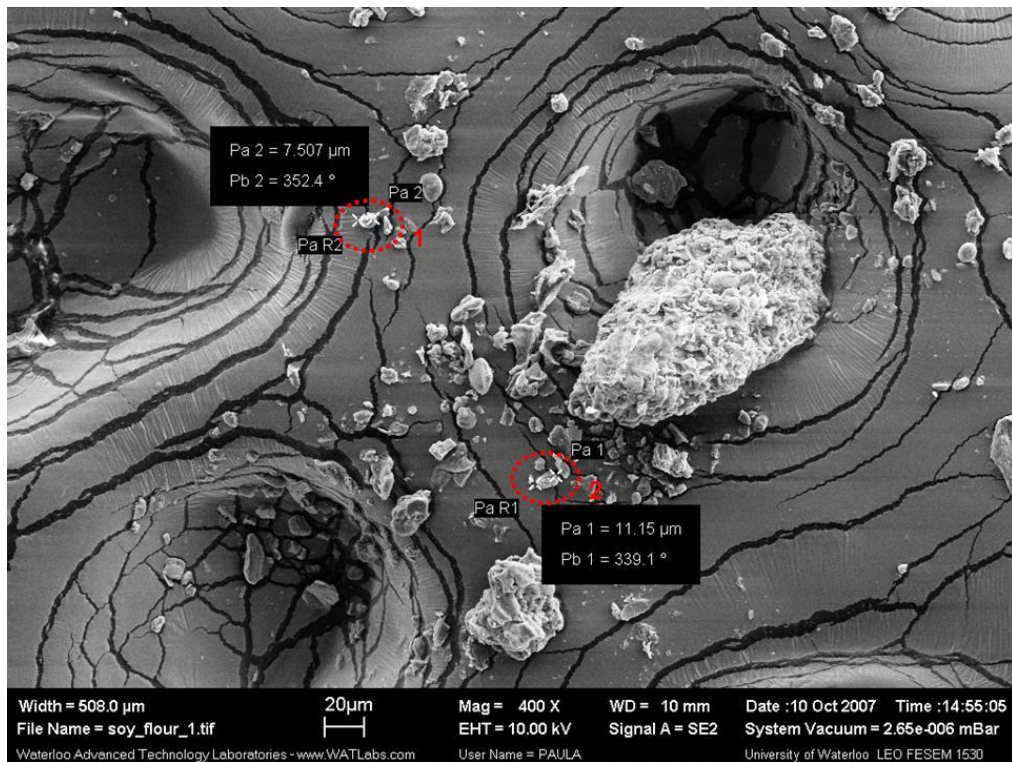 Pa 2 = 7.507 µm
Pb 2 = 352.4 °
Pa 2
1
Pa R2
Pa 1
2
Pa R1
Pa 1 = 11.15 µm
Pb 1 = 339.1 °
Width = 508.0 µm 20µm Mag = 400 X WD = 10 mm Date :10 Oct 2007 Time :14:55:05
File Name = soy_flour_1.tif EHT = 10.00 kV Signal A = SE2 System Vacuum = 2.65e-006 mBar
Waterloo Advanced Technology Laboratories - www.WATLabs.com User Name = PAULA University of Waterloo LEO FESEM 1530